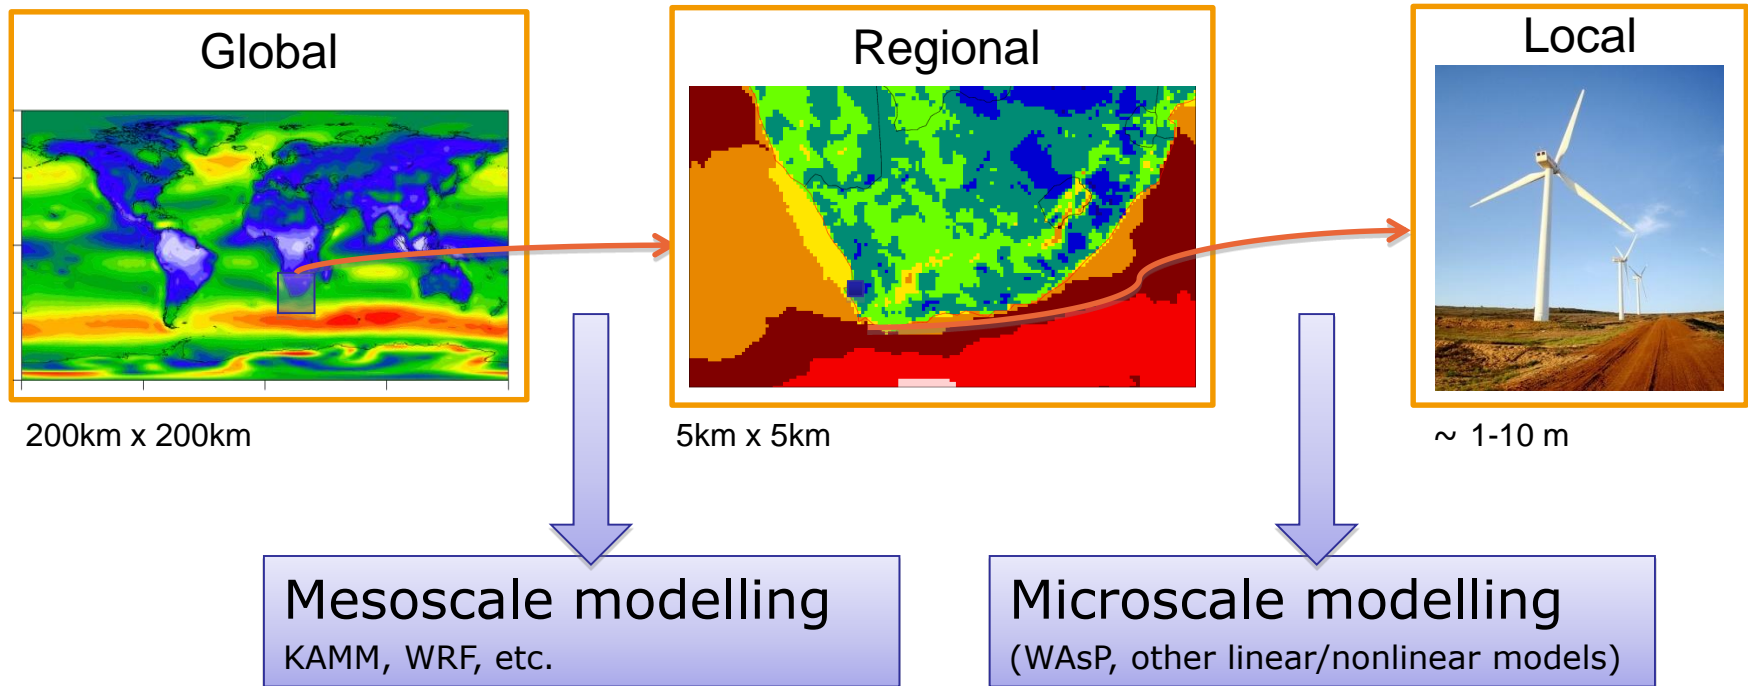 Global
Regional
Local
200km x 200km
5km x 5km
~ 1-10 m
Mesoscale modelling
KAMM, WRF, etc.
Microscale modelling
(WAsP, other linear/nonlinear models)